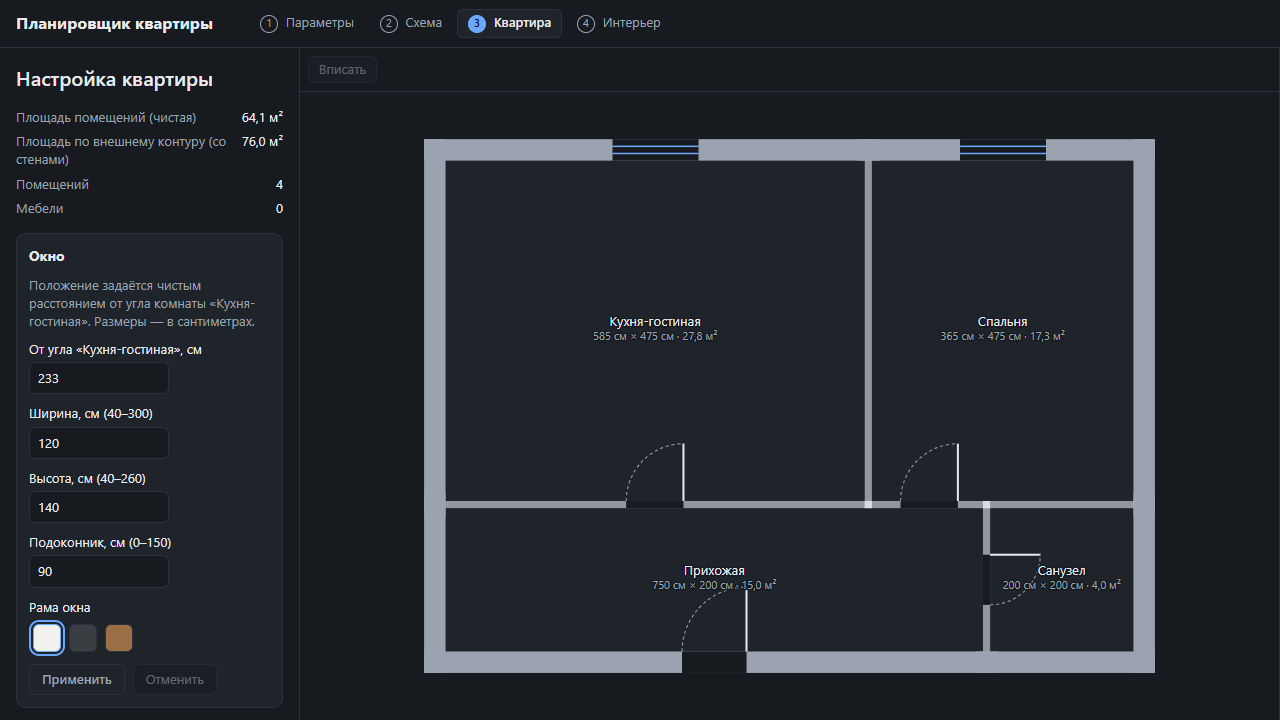 Планировщик квартиры
1 Параметры
2 Схема
3 Квартира
4 Интерьер
Настройка квартиры
Вписать
Площадь помещений (чистая) 64,1 м²
Площадь по внешнему контуру (со стенами) 76,0 м²
Помещений 4
Мебели 0
Окно
Положение задаётся чистым
расстоянием от угла комнаты «Кухня-
гостиная». Размеры — в сантиметрах.
От угла «Кухня-гостиная», см
233
Ширина, см (40–300)
120
Высота, см (40–260)
140
Подоконник, см (0–150)
90
Рама окна
Применить
Отменить
Кухня-гостиная
585 см × 475 см · 27,8 м²
Спальня
365 см × 475 см · 17,3 м²
Прихожая
750 см × 200 см · 15,0 м²
Санузел
200 см × 200 см · 4,0 м²